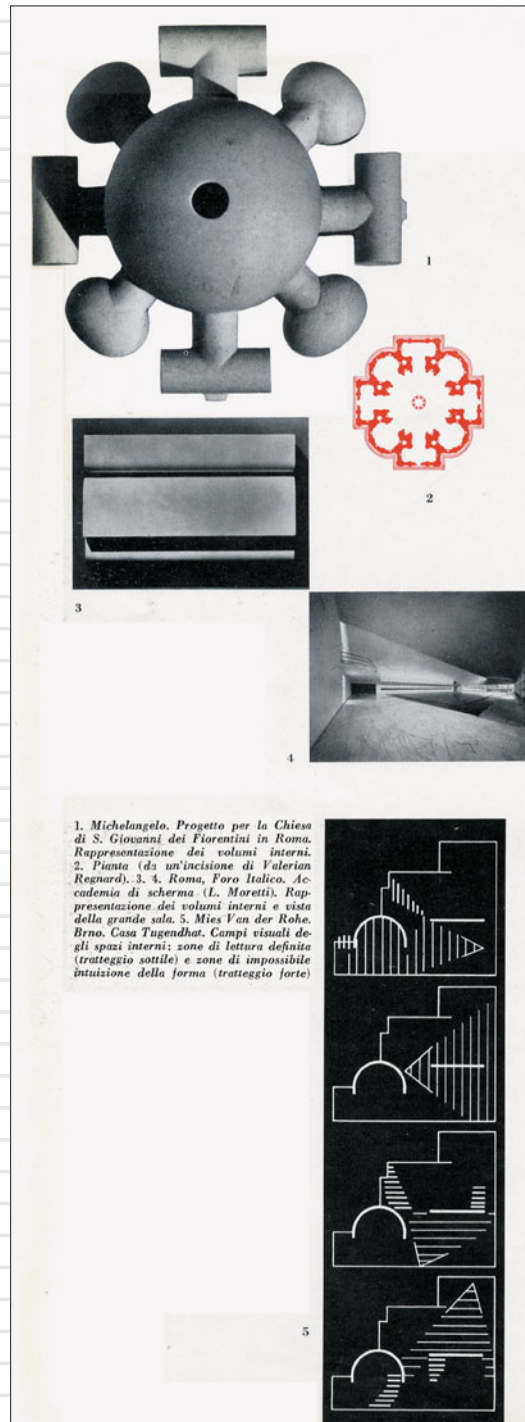 1
2
3
4
1. Michelangelo. Progetto per la Chiesa
di S. Giovanni dei Fiorentini in Roma.
Rappresentazione dei volumi interni.
2. Pianta (da un'incisione di Valerian
Regnard). 3. 4. Roma, Foro Italico. Ac-
cademia di scherma (L. Moretti). Rap-
presentazione dei volumi interni e vista
della grande sala. 5. Mies Van der Rohe.
Brno. Casa Tugendhat. Campi visuali de-
gli spazi interni; zone di lettura definita
(tratteggio sottile) e zone di impossibile
intuizione della forma (tratteggio forte)
5